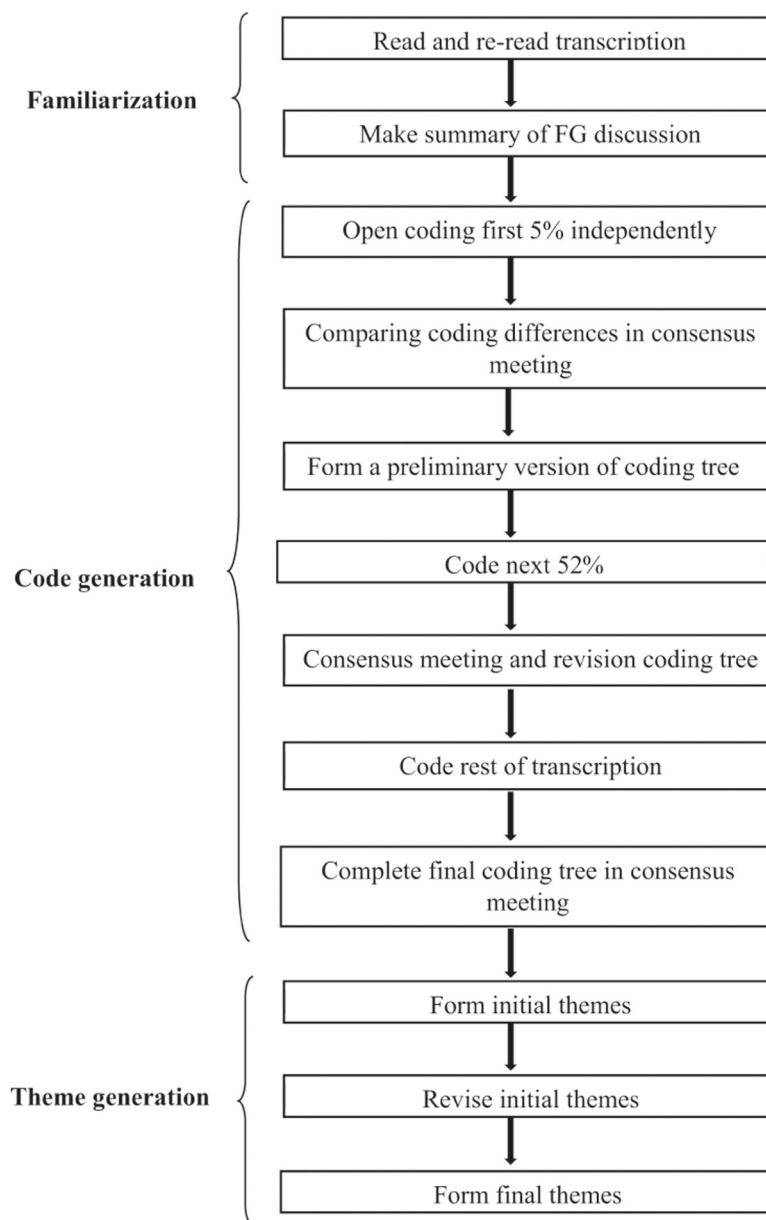 Read and re-read transcription
Familiarization
Make summary of FG discussion
Open coding first 5% independently
Comparing coding differences in consensus
meeting
Form a preliminary version of coding tree
Code generation
Code next 52%
Consensus meeting and revision coding tree
Code rest of transcription
Complete final coding tree in consensus
meeting
Form initial themes
Theme generation
Revise initial themes
Form final themes